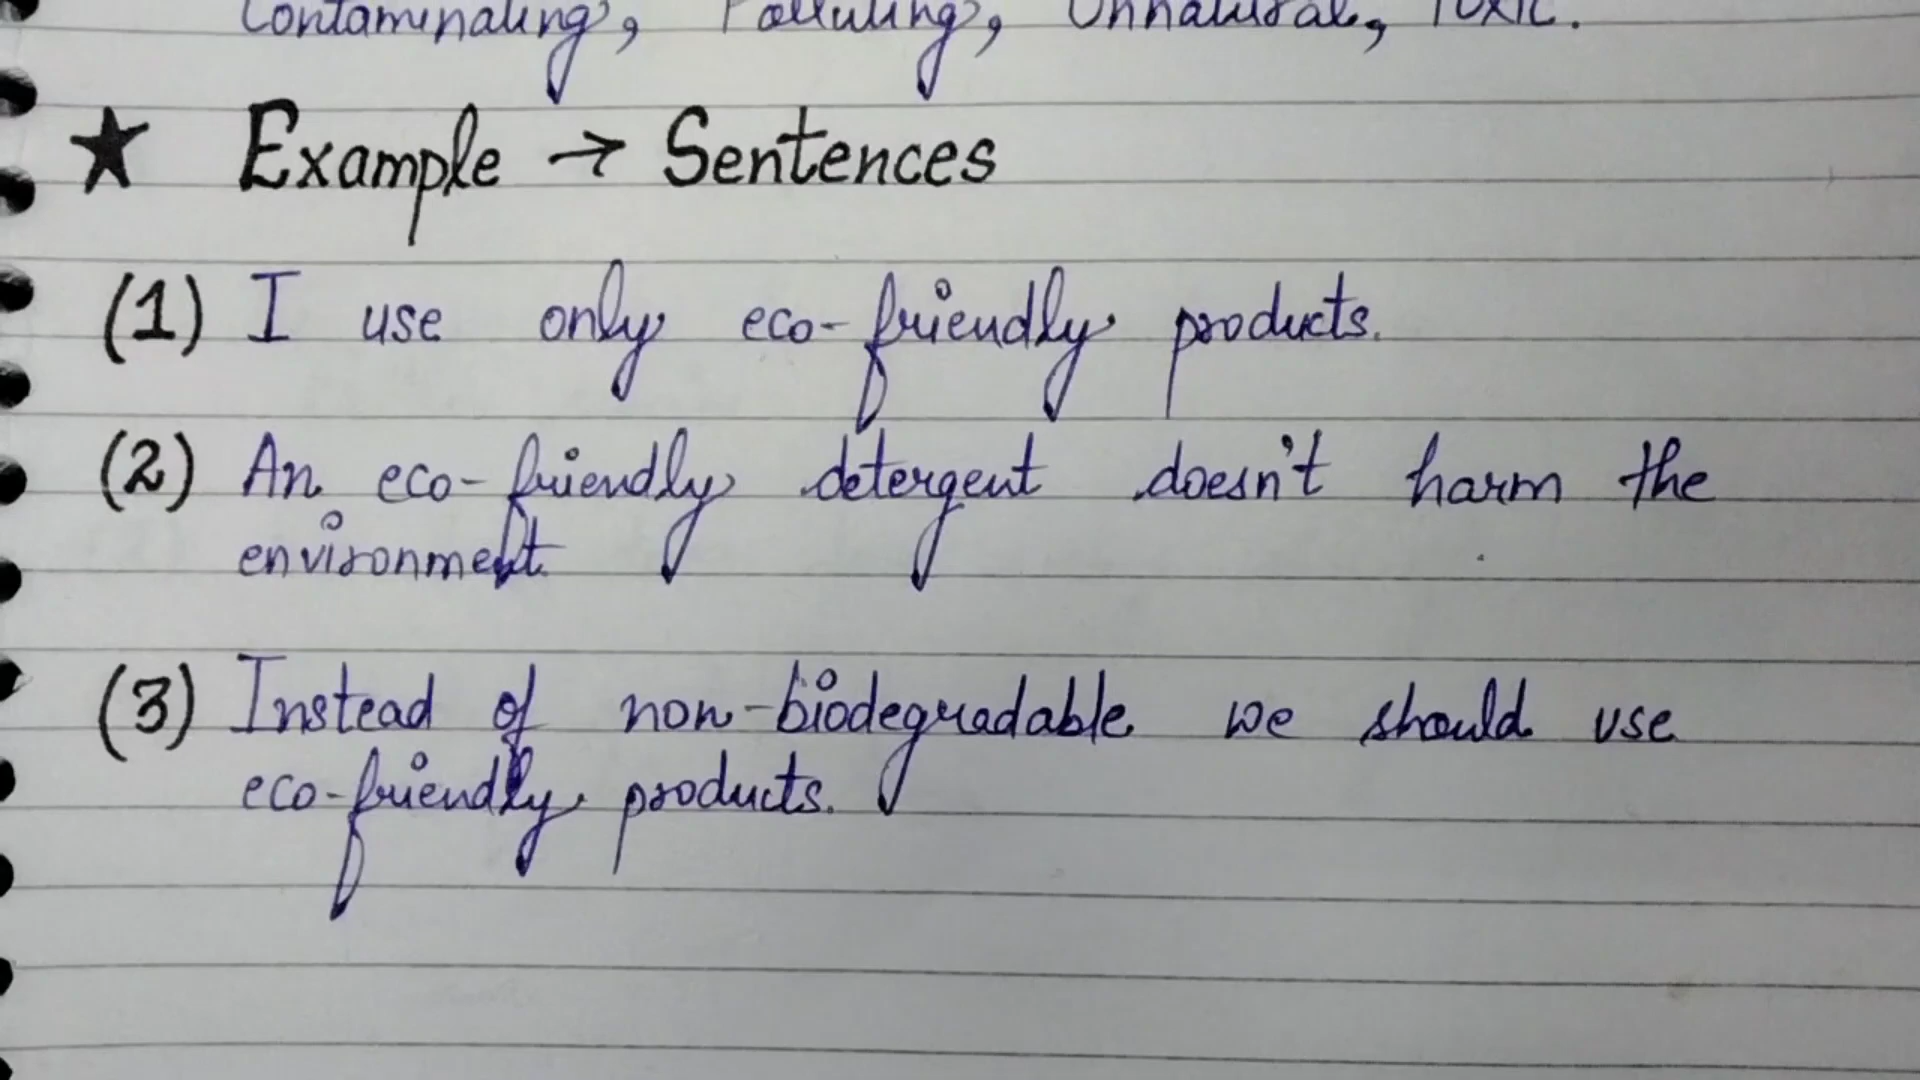 Contaminating, Polluting, Unnatural, Toxic.
★ Example → Sentences
(1) I use only eco-friendly products.
(2) An eco-friendly detergent doesn't harm the
environment.
(3) Instead of non-biodegradable we should use
eco-friendly products.